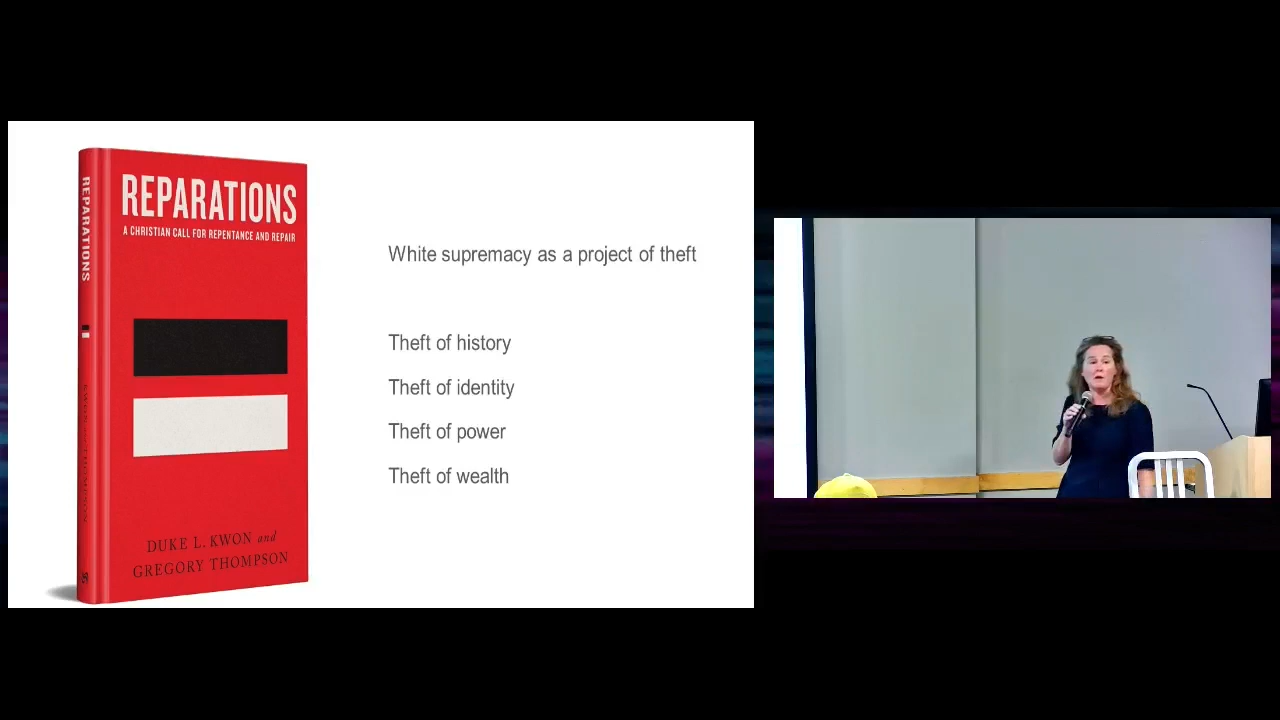 REPARATIONS
REPARATIONS
A CHRISTIAN CALL FOR REPENTANCE AND REPAIR
DUKE L. KWON and
GREGORY THOMPSON
White supremacy as a project of theft
Theft of history
Theft of identity
Theft of power
Theft of wealth